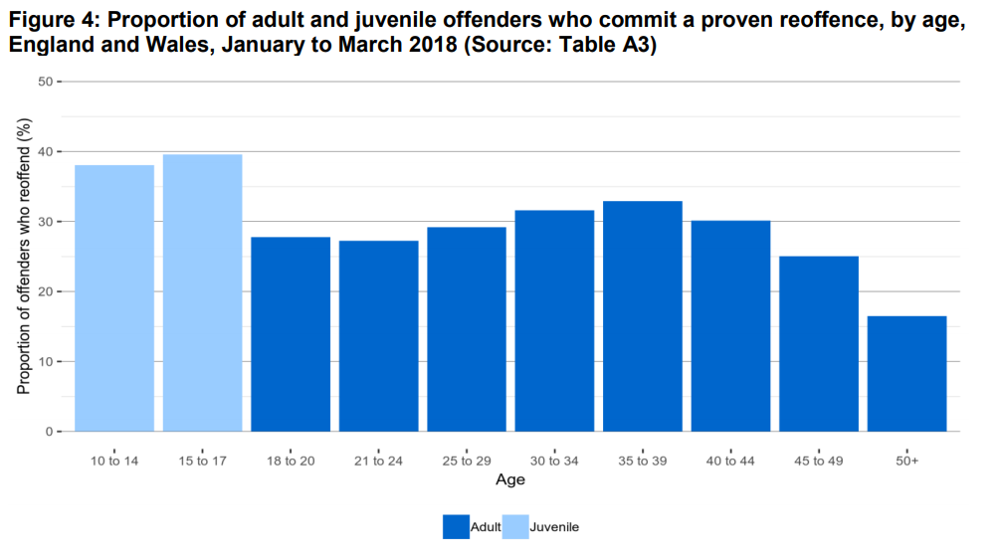 Figure 4: Proportion of adult and juvenile offenders who commit a proven reoffence, by age,
England and Wales, January to March 2018 (Source: Table A3)
Proportion of offenders who reoffend (%)
50
40
30
20
10
0
10 to 14 15 to 17 18 to 20 21 to 24 25 to 29 30 to 34 35 to 39 40 to 44 45 to 49 50+
Age
Adult Juvenile